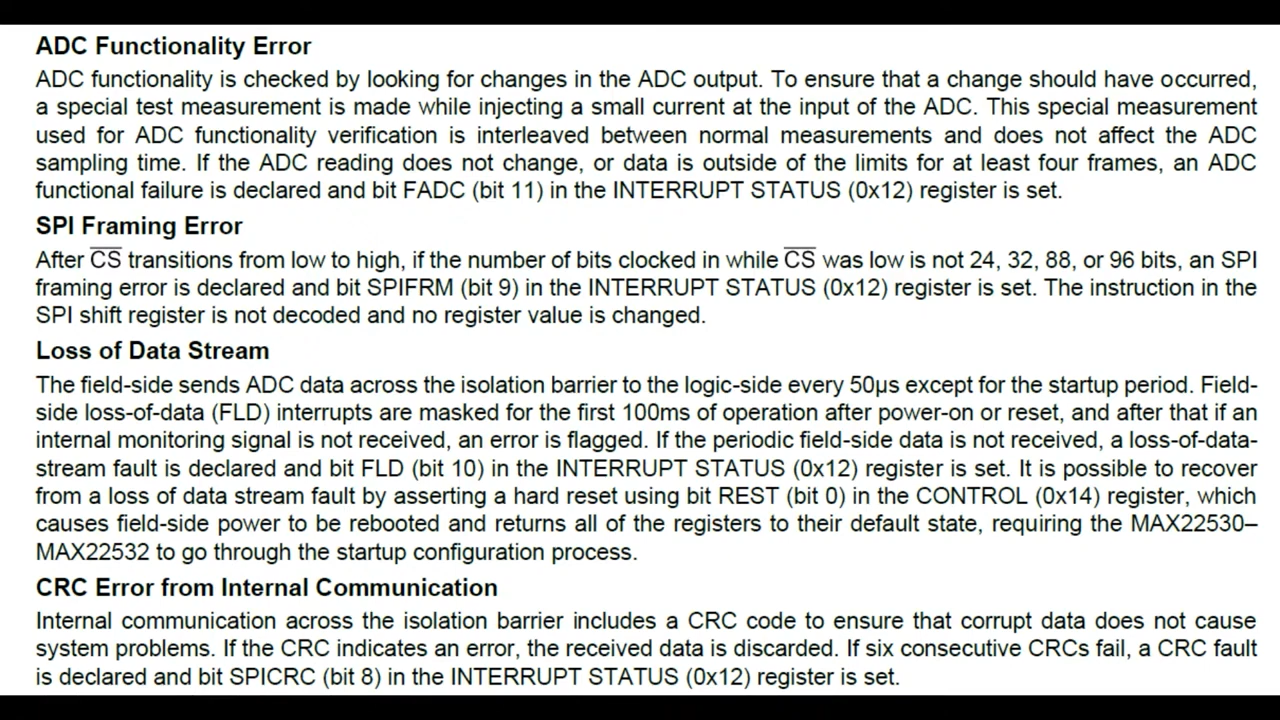 ADC Functionality Error
ADC functionality is checked by looking for changes in the ADC output. To ensure that a change should have occurred,
a special test measurement is made while injecting a small current at the input of the ADC. This special measurement
used for ADC functionality verification is interleaved between normal measurements and does not affect the ADC
sampling time. If the ADC reading does not change, or data is outside of the limits for at least four frames, an ADC
functional failure is declared and bit FADC (bit 11) in the INTERRUPT STATUS (0x12) register is set.
SPI Framing Error
After C̅S̅ transitions from low to high, if the number of bits clocked in while C̅S̅ was low is not 24, 32, 88, or 96 bits, an SPI
framing error is declared and bit SPIFRM (bit 9) in the INTERRUPT STATUS (0x12) register is set. The instruction in the
SPI shift register is not decoded and no register value is changed.
Loss of Data Stream
The field-side sends ADC data across the isolation barrier to the logic-side every 50µs except for the startup period. Field-
side loss-of-data (FLD) interrupts are masked for the first 100ms of operation after power-on or reset, and after that if an
internal monitoring signal is not received, an error is flagged. If the periodic field-side data is not received, a loss-of-data-
stream fault is declared and bit FLD (bit 10) in the INTERRUPT STATUS (0x12) register is set. It is possible to recover
from a loss of data stream fault by asserting a hard reset using bit REST (bit 0) in the CONTROL (0x14) register, which
causes field-side power to be rebooted and returns all of the registers to their default state, requiring the MAX22530–
MAX22532 to go through the startup configuration process.
CRC Error from Internal Communication
Internal communication across the isolation barrier includes a CRC code to ensure that corrupt data does not cause
system problems. If the CRC indicates an error, the received data is discarded. If six consecutive CRCs fail, a CRC fault
is declared and bit SPICRC (bit 8) in the INTERRUPT STATUS (0x12) register is set.